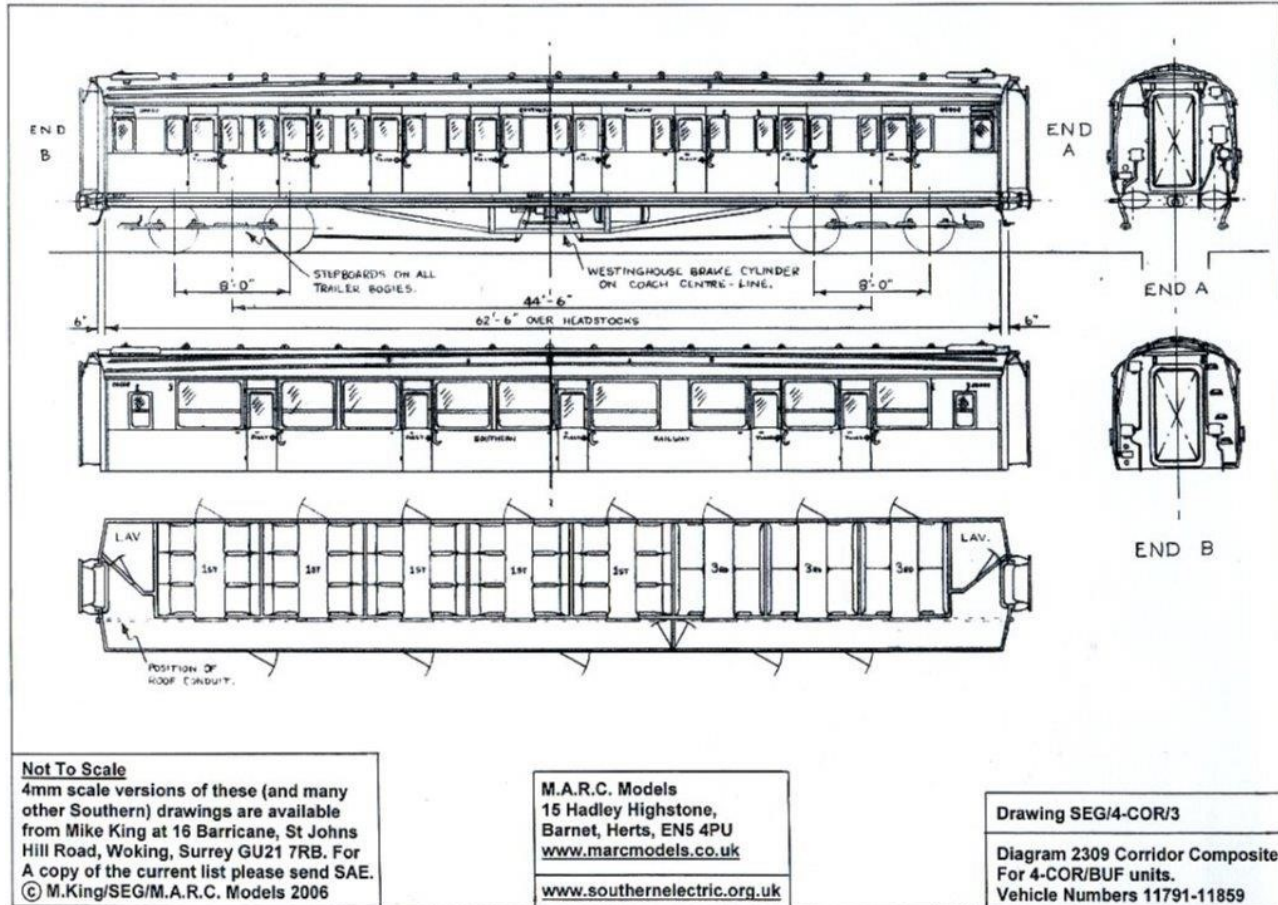 END
B
END
A
STEPBOARDS ON ALL
TRAILER BOGIES.
WESTINGHOUSE BRAKE CYLINDER
ON COACH CENTRE-LINE.
8'-0"
8'-0"
44'-6"
6"
62'-6" OVER HEADSTOCKS
6"
END A
SOUTHERN
RAILWAY
END B
LAV
1ST
1ST
1ST
1ST
1ST
3RD
3RD
3RD
LAV.
POSITION OF
ROOF CONDUIT.
Not To Scale
4mm scale versions of these (and many
other Southern) drawings are available
from Mike King at 16 Barricane, St Johns
Hill Road, Woking, Surrey GU21 7RB. For
A copy of the current list please send SAE.
© M.King/SEG/M.A.R.C. Models 2006
M.A.R.C. Models
15 Hadley Highstone,
Barnet, Herts, EN5 4PU
www.marcmodels.co.uk
www.southernelectric.org.uk
Drawing SEG/4-COR/3
Diagram 2309 Corridor Composite
For 4-COR/BUF units.
Vehicle Numbers 11791-11859